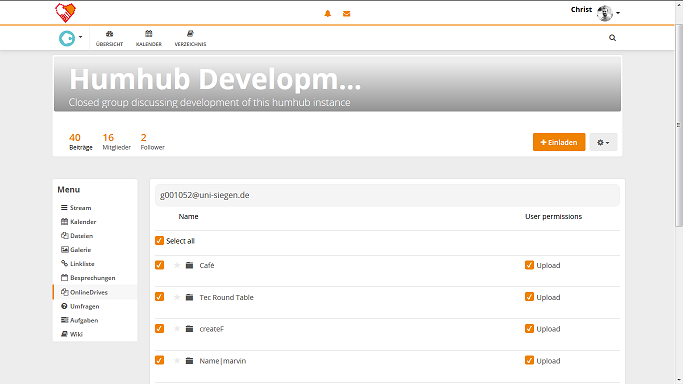 Christ
ÜBERSICHT KALENDER VERZEICHNIS
Humhub Developm...
Closed group discussing development of this humhub instance
40 16 2
Beiträge Mitglieder Follower
Einladen
Menu
Stream
Kalender
Dateien
Galerie
Linkliste
Besprechungen
OnlineDrives
Umfragen
Aufgaben
Wiki
g001052@uni-siegen.de
Name User permissions
Select all
Café Upload
Tec Round Table Upload
createF Upload
Name|marvin Upload